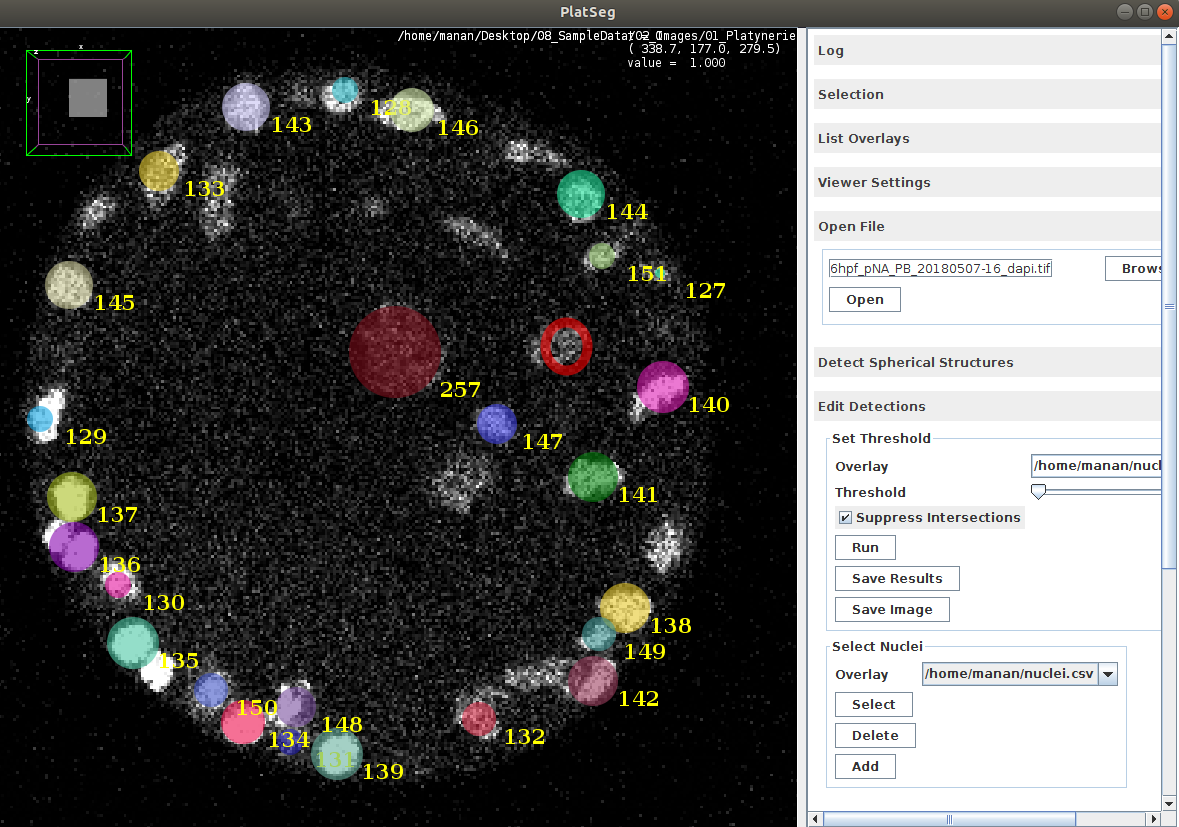 PlatSeg
/home/manan/Desktop/08_SampleData
/02_Images/01_Platynerie
( 338.7, 177.0, 279.5)
value = 1.000
z
x
y
143
128
146
133
144
151
127
145
257
140
129
147
141
137
136
130
138
149
135
142
150
148
134
132
131
139
Log
Selection
List Overlays
Viewer Settings
Open File
6hpf_pNA_PB_20180507-16_dapi.tif
Brows
Open
Detect Spherical Structures
Edit Detections
Set Threshold
Overlay
/home/manan/nucl
Threshold
Suppress Intersections
Run
Save Results
Save Image
Select Nuclei
Overlay
/home/manan/nuclei.csv
Select
Delete
Add